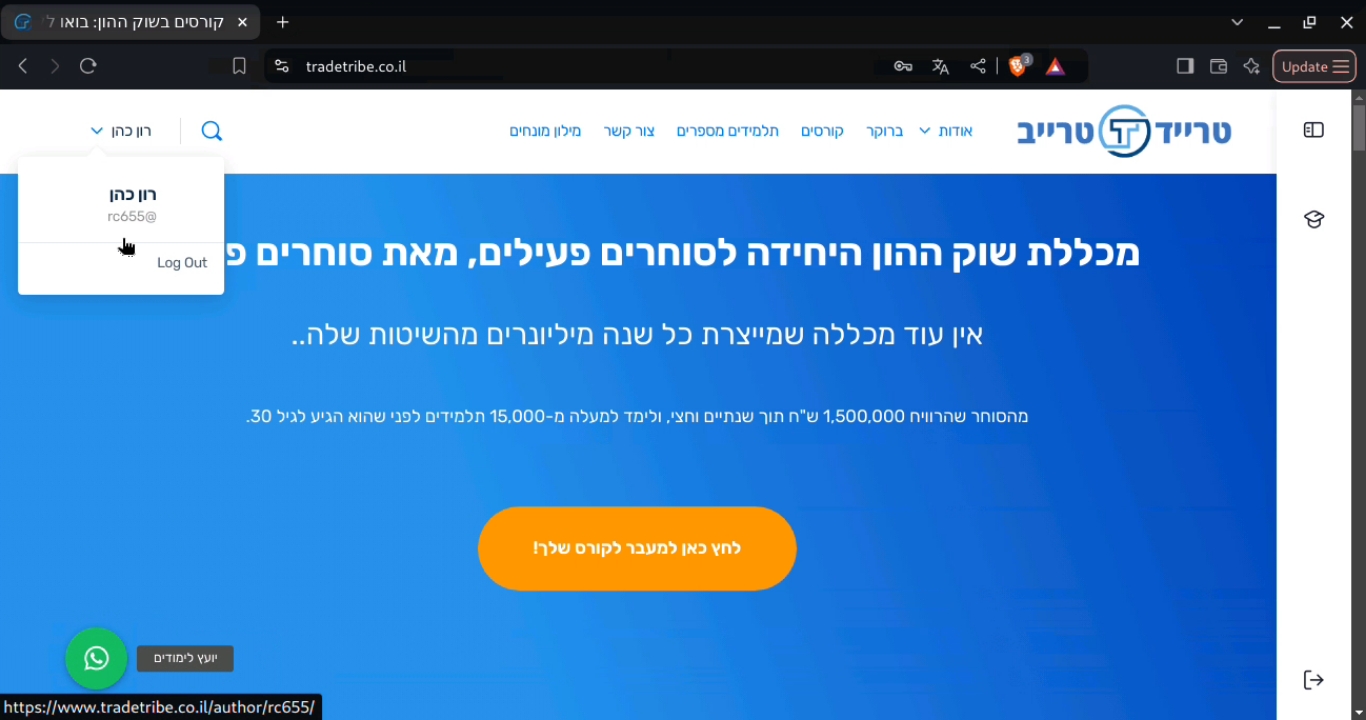 קורסים בשוק ההון: בואו ל
tradetribe.co.il
3
Update
טרייד טרייב
אודות
ברוקר
קורסים
תלמידים מספרים
צור קשר
מילון מונחים
רון כהן
רון כהן
@rc655
Log Out
מכללת שוק ההון היחידה לסוחרים פעילים, מאת סוחרים פ
אין עוד מכללה שמייצרת כל שנה מיליונרים מהשיטות שלה..
מהסוחר שהרוויח 1,500,000 ש"ח תוך שנתיים וחצי, ולימד למעלה מ-15,000 תלמידים לפני שהוא הגיע לגיל 30.
לחץ כאן למעבר לקורס שלך!
יועץ לימודים
https://www.tradetribe.co.il/author/rc655/